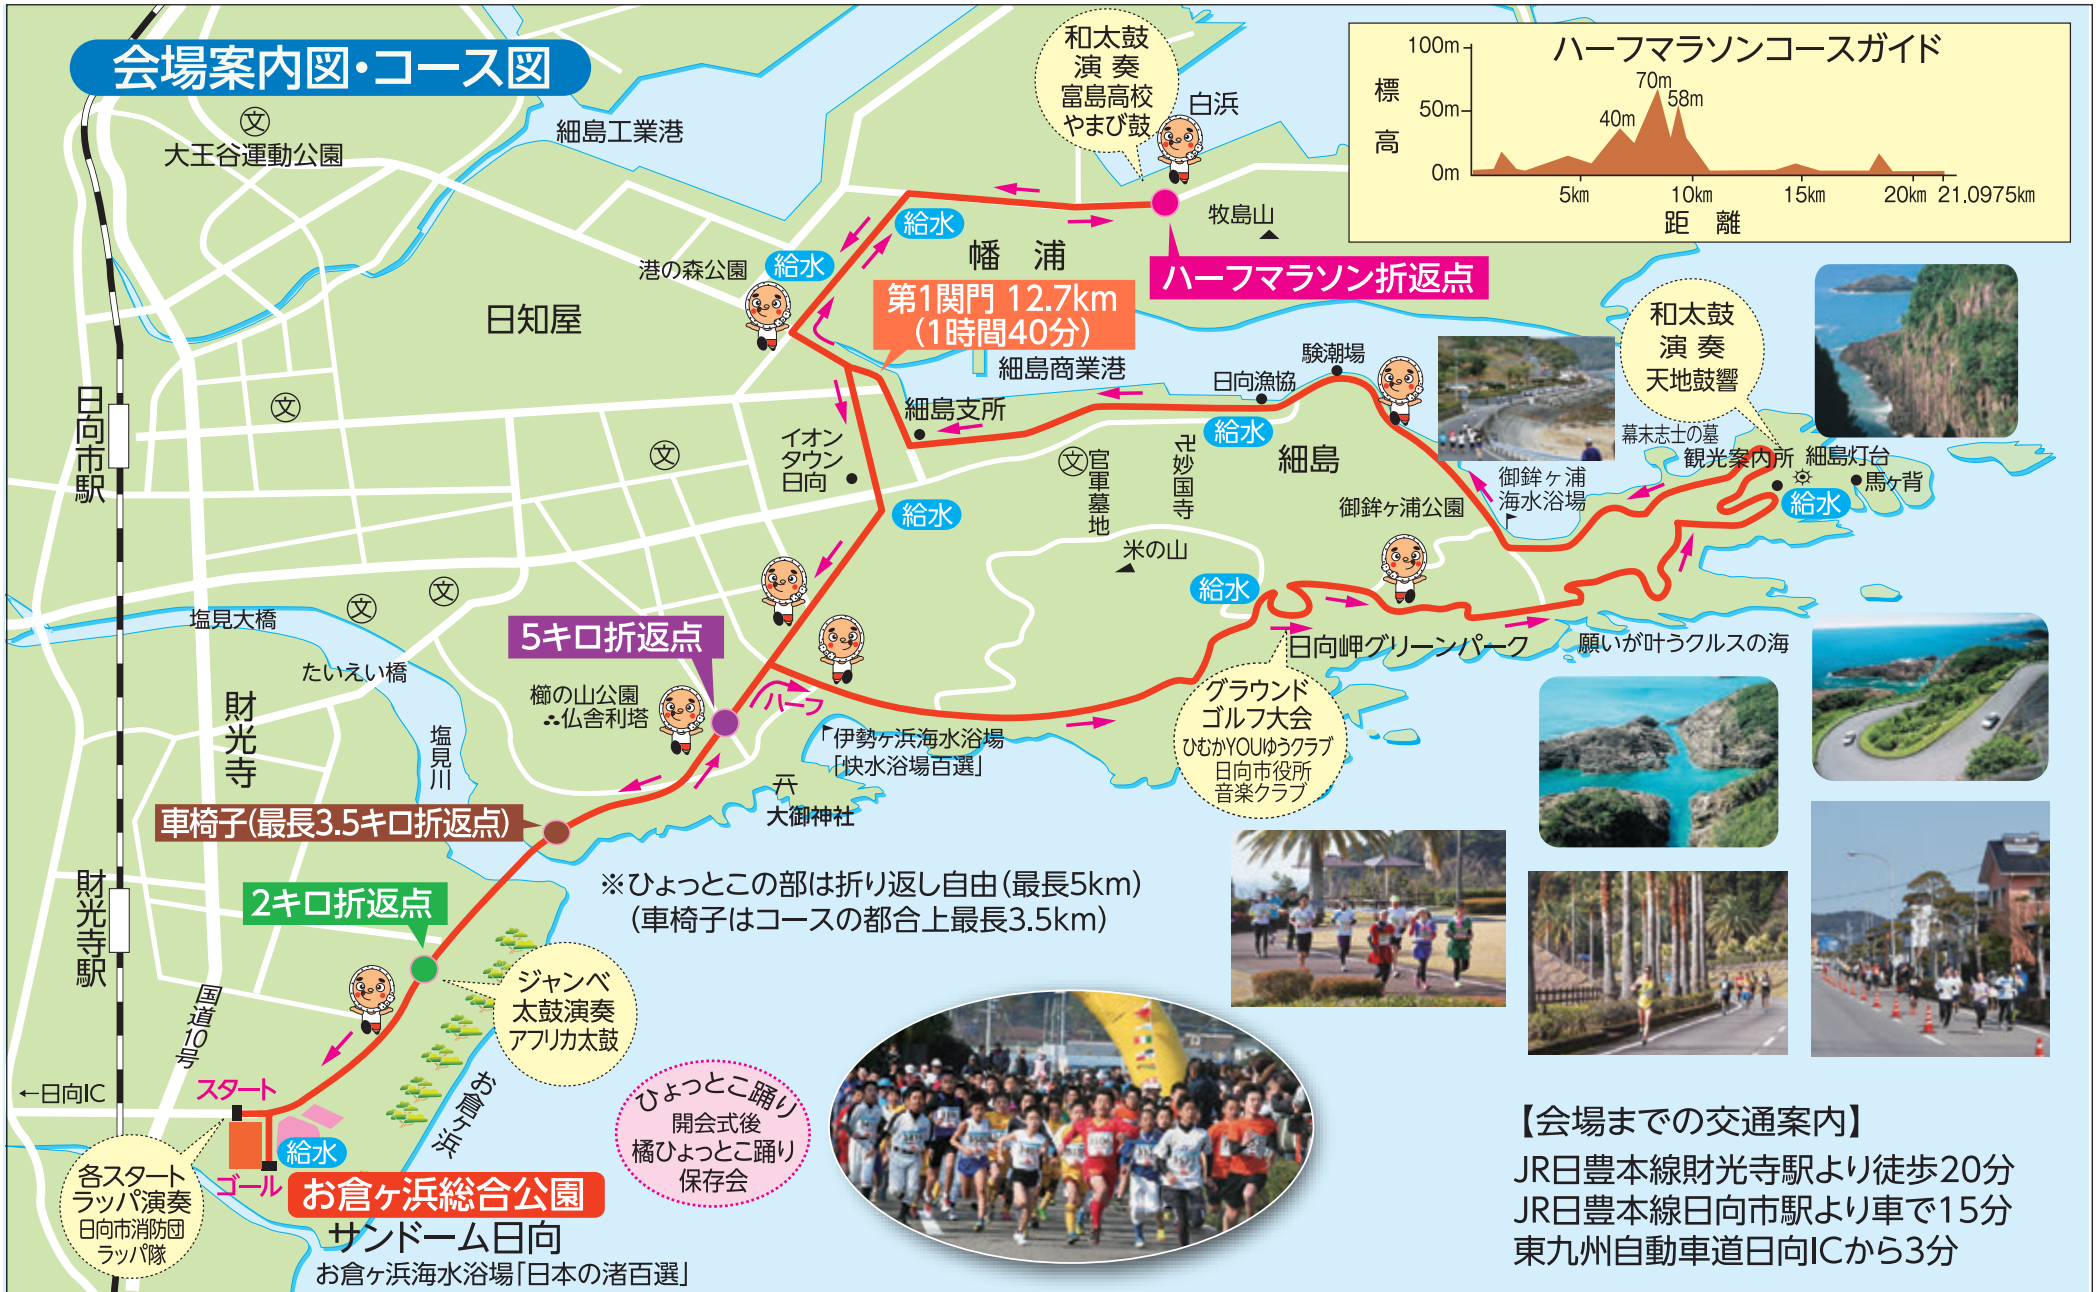 会場案内図・コース図
ハーフマラソンコースガイド
標高
100m
50m
0m
40m
70m
58m
5km
10km
15km
20km
21.0975km
距離
和太鼓
演奏
富島高校
やまび鼓
白浜
牧島山
ハーフマラソン折返点
細島工業港
文
大王谷運動公園
給水
給水
港の森公園
幡浦
第1関門 12.7km
(1時間40分)
日知屋
細島商業港
験潮場
日向漁協
給水
細島支所
細島
和太鼓
演奏
天地鼓響
幕末志士の墓
観光案内所
細島灯台
馬ヶ背
給水
御鉾ヶ浦
海水浴場
御鉾ヶ浦公園
日向市駅
文
文
イオン
タウン
日向
給水
文
官軍墓地
卍妙国寺
米の山
給水
塩見大橋
文
文
たいえい橋
5キロ折返点
櫛の山公園
仏舎利塔
ハーフ
日向岬グリーンパーク
願いが叶うクルスの海
グラウンド
ゴルフ大会
ひむかYOUゆうクラブ
日向市役所
音楽クラブ
財光寺
塩見川
伊勢ヶ浜海水浴場
「快水浴場百選」
大御神社
車椅子(最長3.5キロ折返点)
※ひょっとこの部は折り返し自由(最長5km)
(車椅子はコースの都合上最長3.5km)
財光寺駅
2キロ折返点
ジャンベ
太鼓演奏
アフリカ太鼓
国道10号
お倉ヶ浜
←日向IC
スタート
給水
ゴール
各スタート
ラッパ演奏
日向市消防団
ラッパ隊
お倉ヶ浜総合公園
サンドーム日向
お倉ヶ浜海水浴場「日本の渚百選」
ひょっとこ踊り
開会式後
橘ひょっとこ踊り
保存会
【会場までの交通案内】
JR日豊本線財光寺駅より徒歩20分
JR日豊本線日向市駅より車で15分
東九州自動車道日向ICから3分